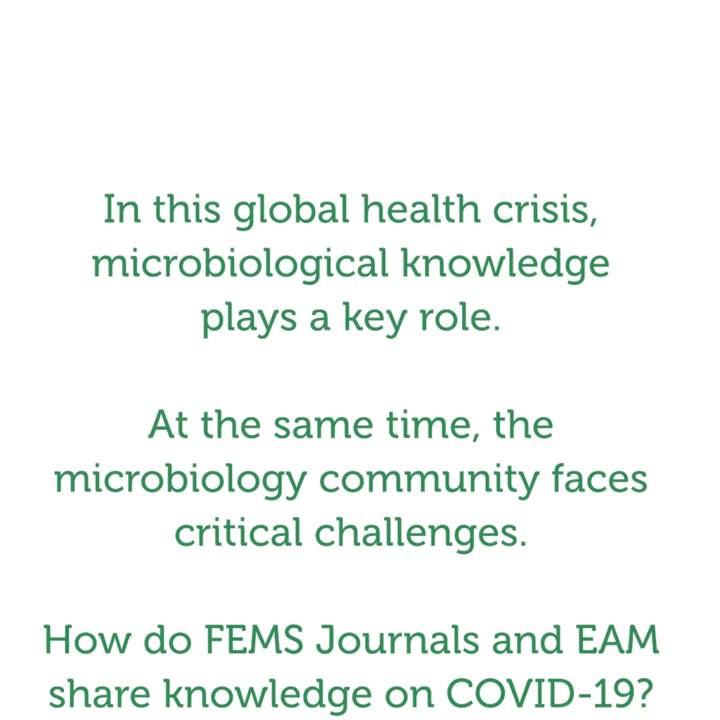 In this global health crisis,
microbiological knowledge
plays a key role.
At the same time, the
microbiology community faces
critical challenges.
How do FEMS Journals and EAM
share knowledge on COVID-19?